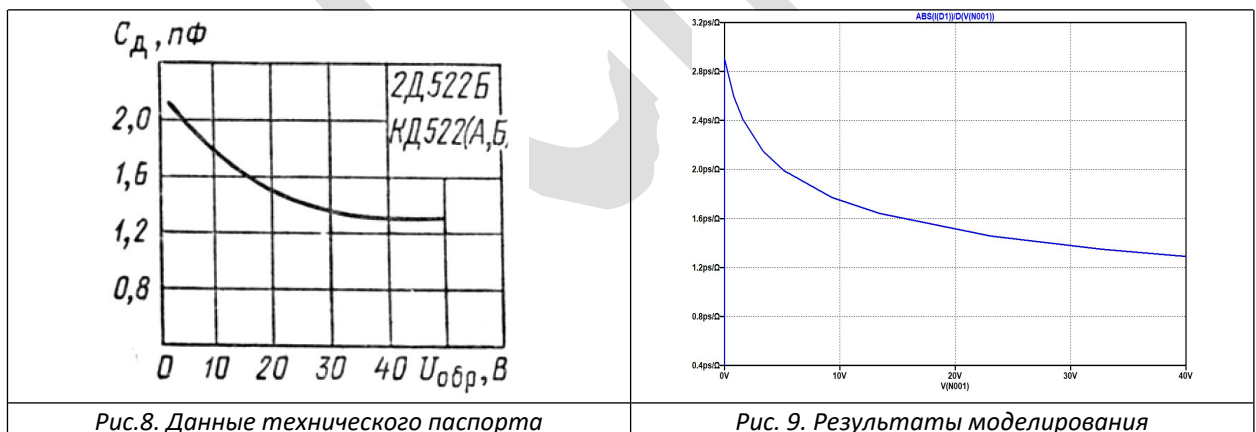 C_Д, пФ
2Д522Б
КД522(А,Б,
2,0
1,6
1,2
0,8
0 10 20 30 40 U_обр, В
Рис.8. Данные технического паспорта
ABS(I(D1))/D(V(N001))
3.2ps/Ω
2.8ps/Ω
2.4ps/Ω
2.0ps/Ω
1.6ps/Ω
1.2ps/Ω
0.8ps/Ω
0.4ps/Ω
0V 10V 20V 30V 40V
V(N001)
Рис. 9. Результаты моделирования